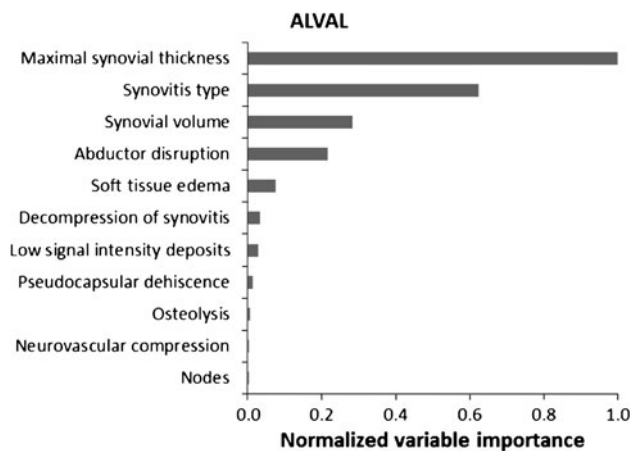 ALVAL
Maximal synovial thickness
Synovitis type
Synovial volume
Abductor disruption
Soft tissue edema
Decompression of synovitis
Low signal intensity deposits
Pseudocapsular dehiscence
Osteolysis
Neurovascular compression
Nodes
0.0 0.2 0.4 0.6 0.8 1.0
Normalized variable importance